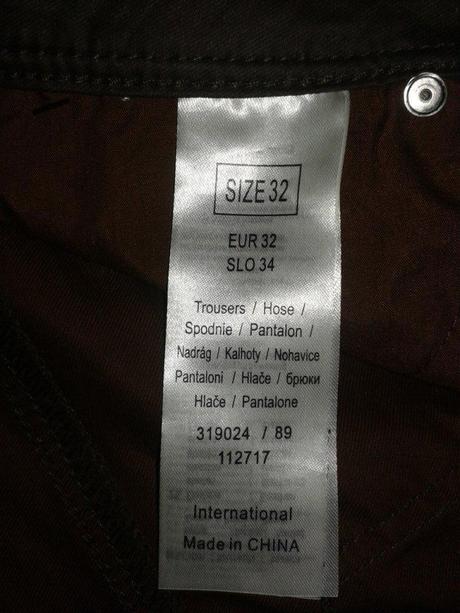 SIZE 32
EUR 32
SLO 34
Trousers / Hose /
Spodnie / Pantalon /
Nadrág / Kalhoty / Nohavice
Pantaloni / Hlače / брюки
Hlače / Pantalone
319024 / 89
112717
International
Made in CHINA